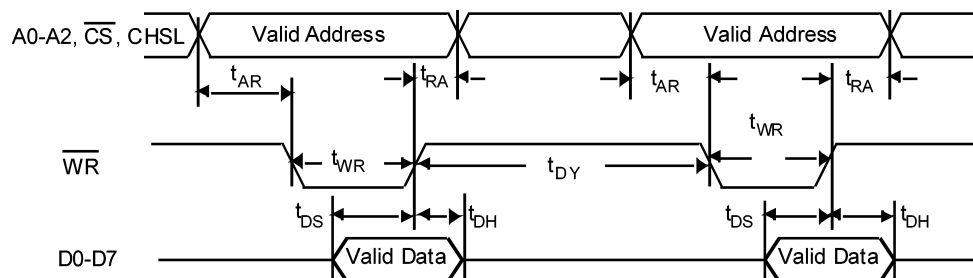 A0-A2, CS, CHSL Valid Address Valid Address
tAR tRA tAR tRA
tWR
WR tWR tDY
tDS tDH tDS tDH
D0-D7 Valid Data Valid Data